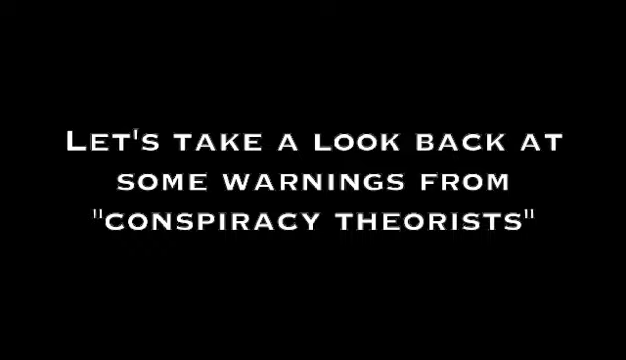 Let's take a look back at
some warnings from
"conspiracy theorists"